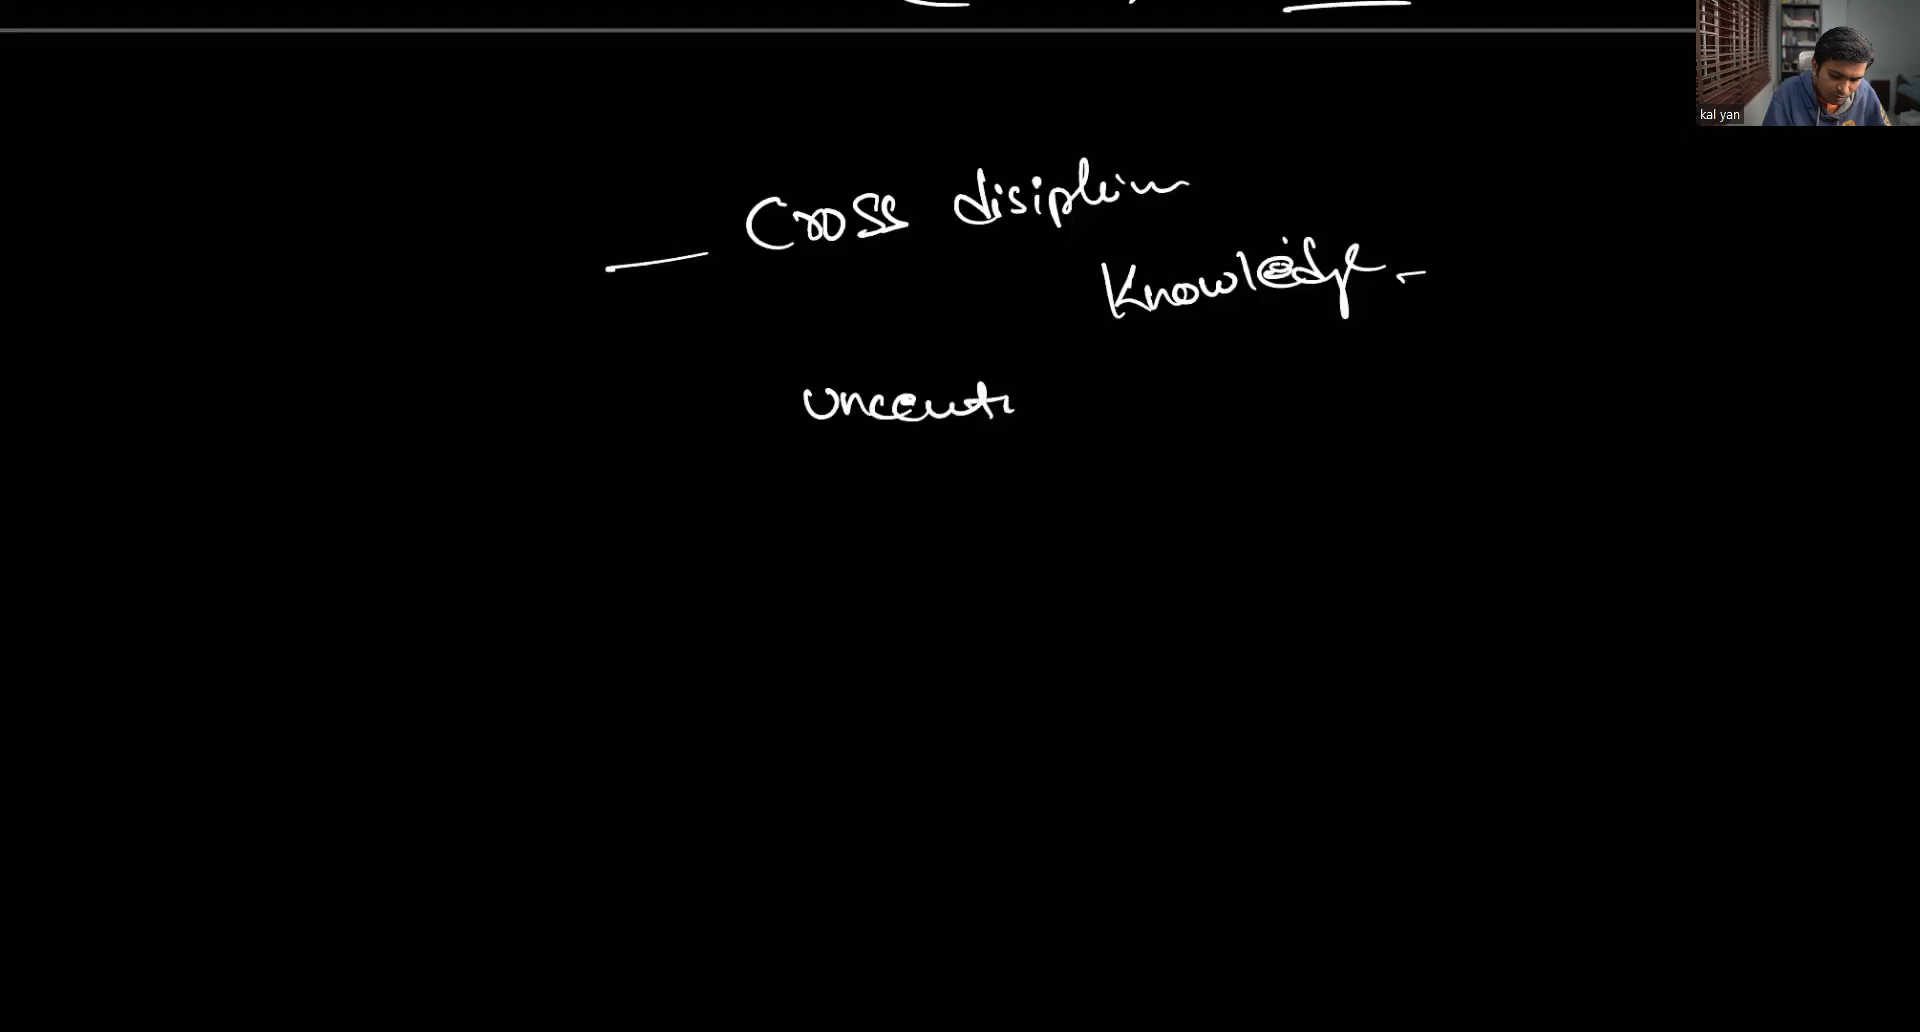 kal yan
Cross disiplin
Knowledge -
uncerti